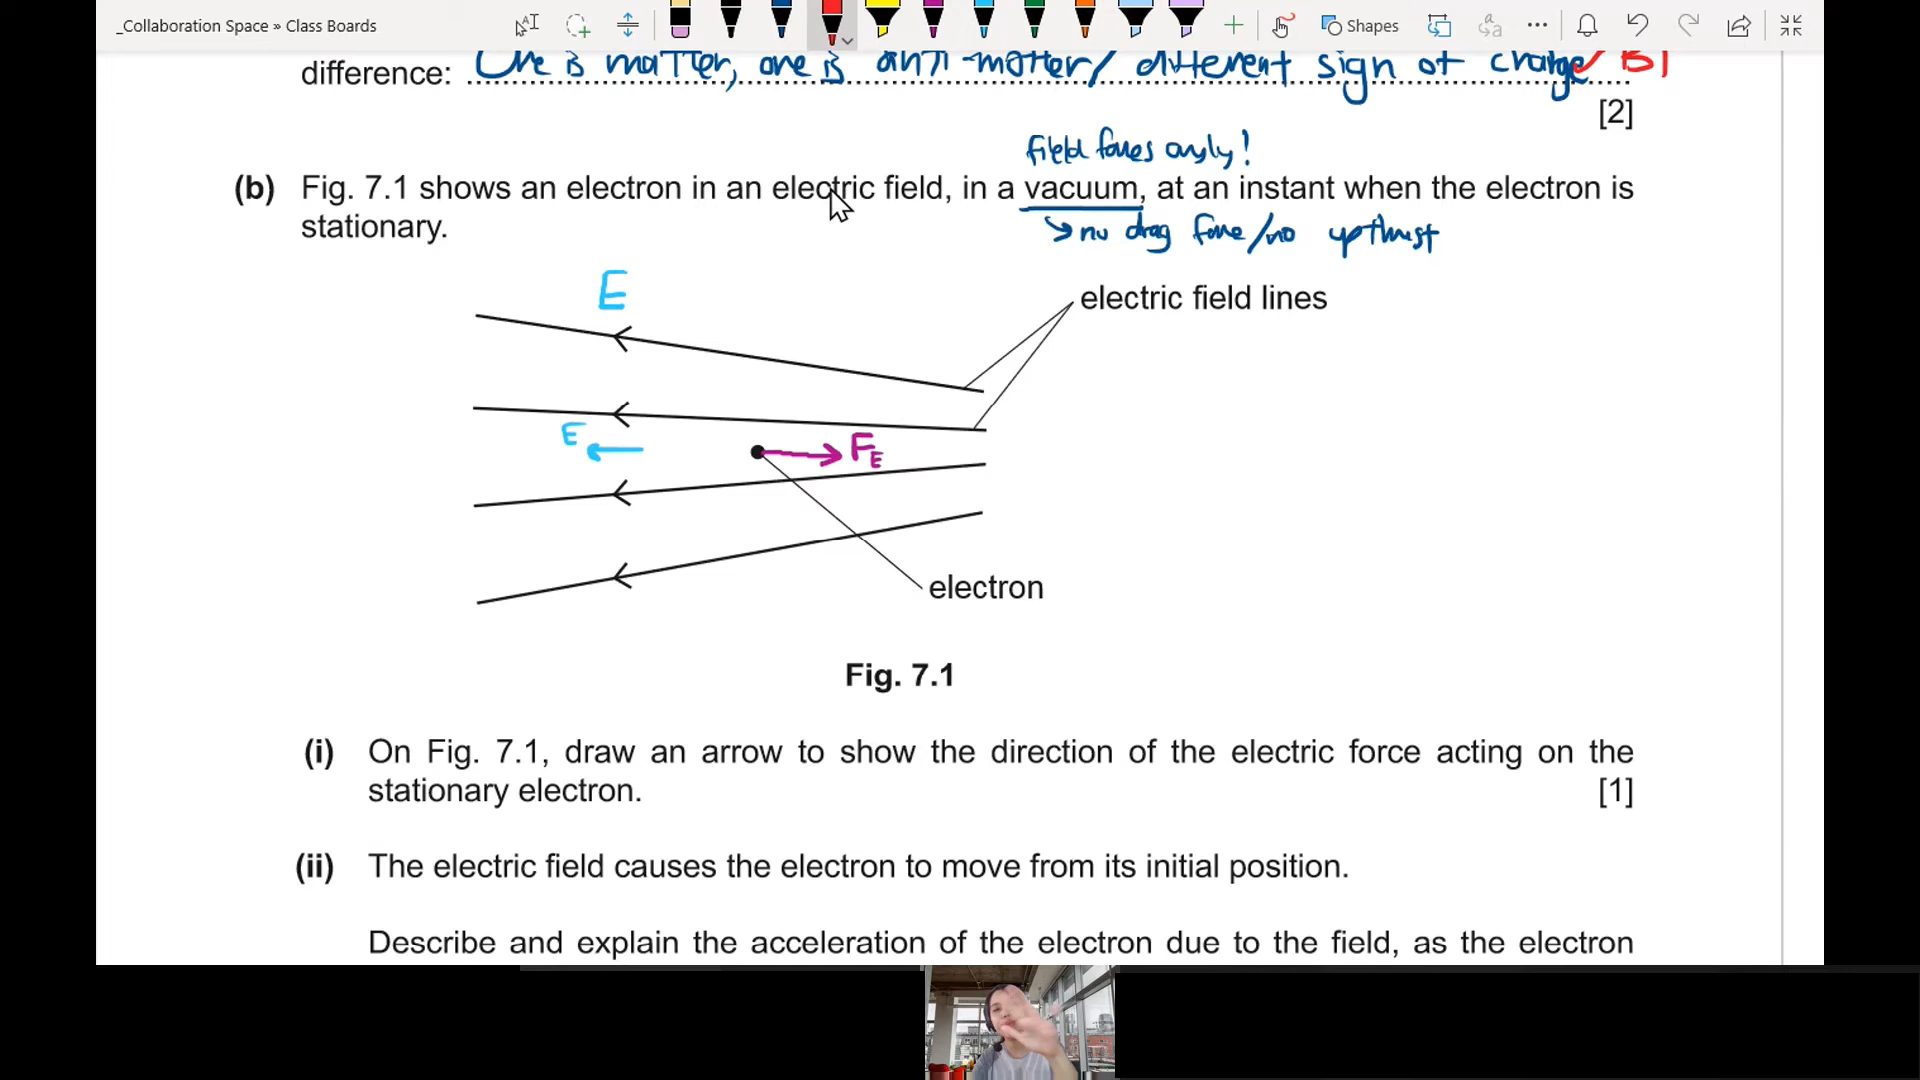 _Collaboration Space » Class Boards
Shapes
difference: One is matter, one is anti-matter/ different sign of charge B1
[2]
field forces only!
(b) Fig. 7.1 shows an electron in an electric field, in a vacuum, at an instant when the electron is
stationary.
no drag force/no upthrust
E
electric field lines
E
FE
electron
Fig. 7.1
(i) On Fig. 7.1, draw an arrow to show the direction of the electric force acting on the
stationary electron. [1]
(ii) The electric field causes the electron to move from its initial position.
Describe and explain the acceleration of the electron due to the field, as the electron